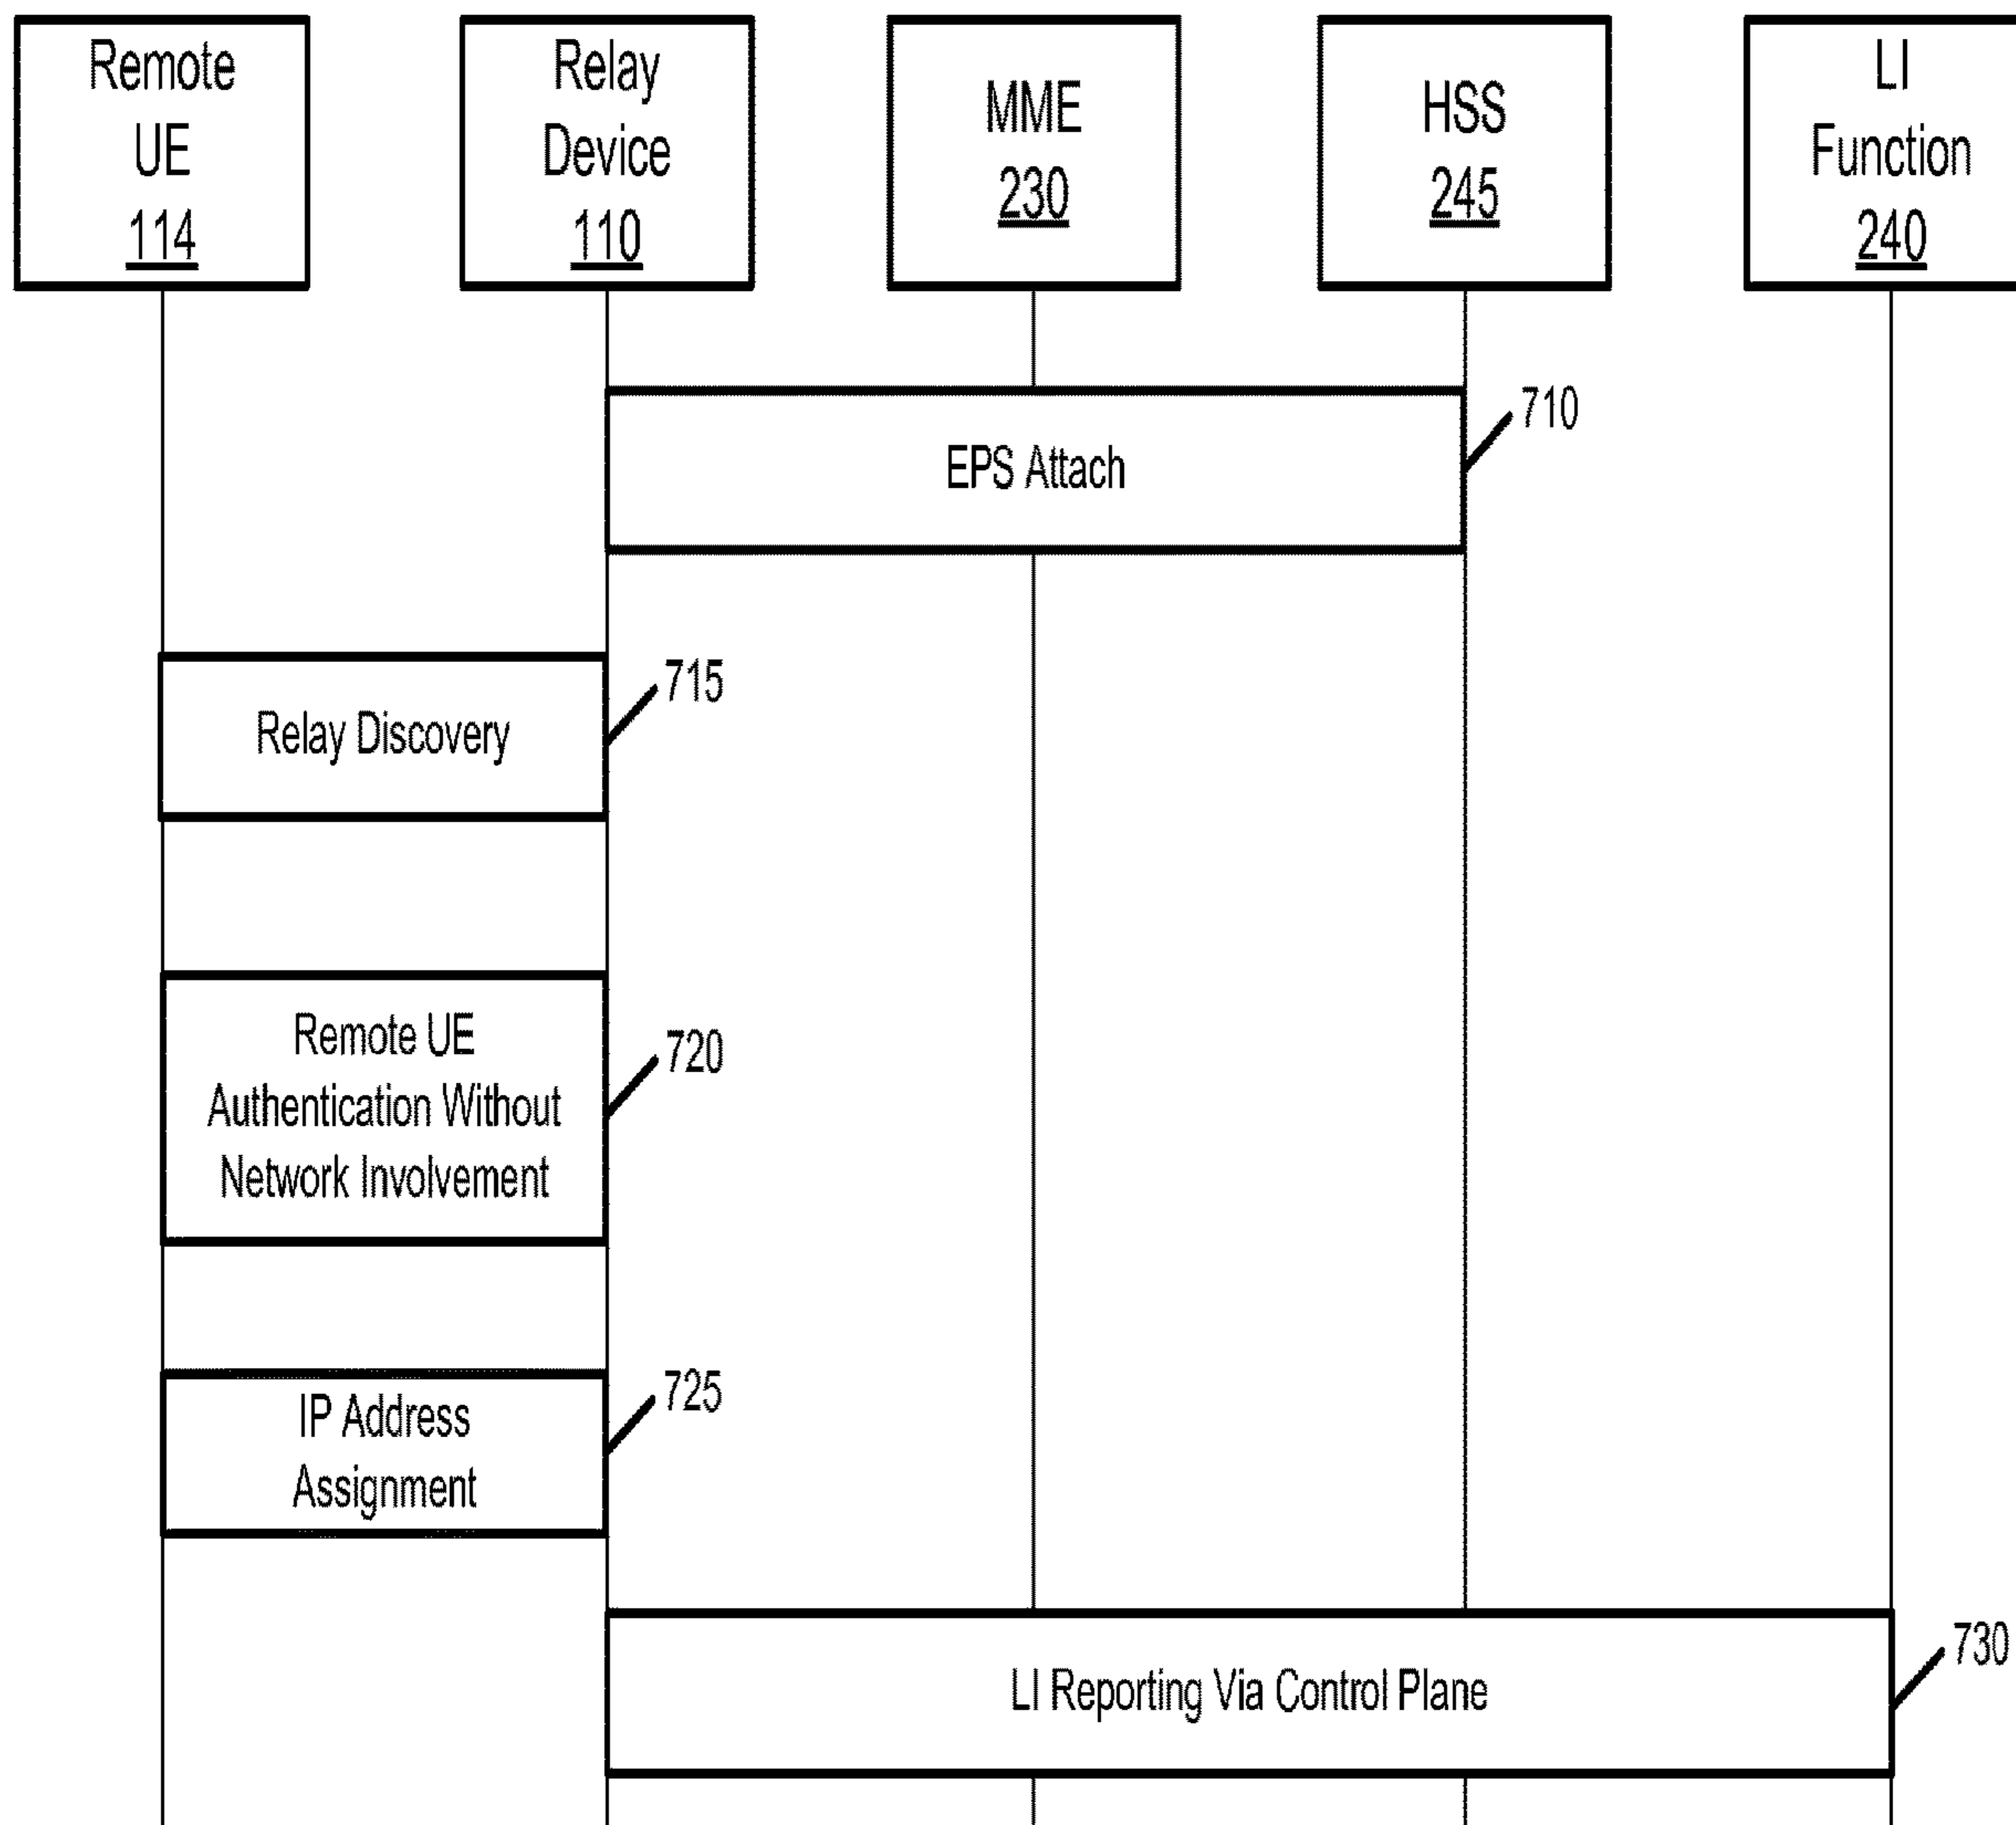 Remote
UE
114
Relay
Device
110
MME
230
HSS
245
LI
Function
240
EPS Attach
710
Relay Discovery
715
Remote UE
Authentication Without
Network Involvement
720
IP Address
Assignment
725
LI Reporting Via Control Plane
730